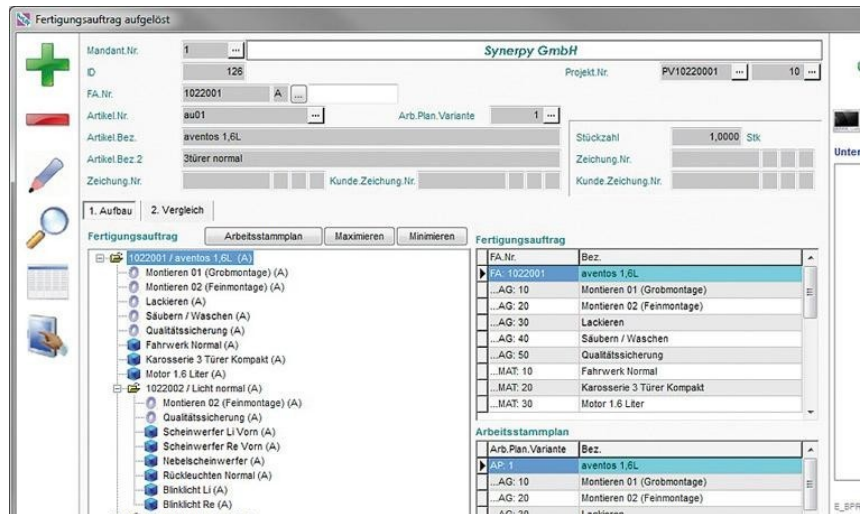 Fertigungsauftrag aufgelöst
Mandant.Nr. 1 ... Synerpy GmbH
ID 126 Projekt.Nr. PV10220001 ... 10 ...
FA.Nr. 1022001 A ...
Artikel.Nr. au01 ... Arb.Plan.Variante 1 ...
Artikel.Bez. aventos 1,6L Stückzahl 1,0000 Stk
Artikel.Bez.2 3türer normal Zeichung.Nr.
Zeichung.Nr. Kunde.Zeichung.Nr. Kunde.Zeichung.Nr.
Unter
1. Aufbau 2. Vergleich
Fertigungsauftrag Arbeitsstammplan Maximieren Minimieren
1022001 / aventos 1,6L (A)
Montieren 01 (Grobmontage) (A)
Montieren 02 (Feinmontage) (A)
Lackieren (A)
Säubern / Waschen (A)
Qualitätssicherung (A)
Fahrwerk Normal (A)
Karosserie 3 Türer Kompakt (A)
Motor 1.6 Liter (A)
1022002 / Licht normal (A)
Montieren 02 (Feinmontage) (A)
Qualitätssicherung (A)
Scheinwerfer Li Vorn (A)
Scheinwerfer Re Vorn (A)
Nebelscheinwerfer (A)
Rückleuchten Normal (A)
Blinklicht Li (A)
Blinklicht Re (A)
Fertigungsauftrag
FA.Nr. Bez.
FA: 1022001 aventos 1,6L
...AG: 10 Montieren 01 (Grobmontage)
...AG: 20 Montieren 02 (Feinmontage)
...AG: 30 Lackieren
...AG: 40 Säubern / Waschen
...AG: 50 Qualitätssicherung
...MAT: 10 Fahrwerk Normal
...MAT: 20 Karosserie 3 Türer Kompakt
...MAT: 30 Motor 1.6 Liter
Arbeitsstammplan
Arb.Plan.Variante Bez.
AP: 1 aventos 1,6L
...AG: 10 Montieren 01 (Grobmontage)
...AG: 20 Montieren 02 (Feinmontage)
...AG: 30 Lackieren
E_BPR